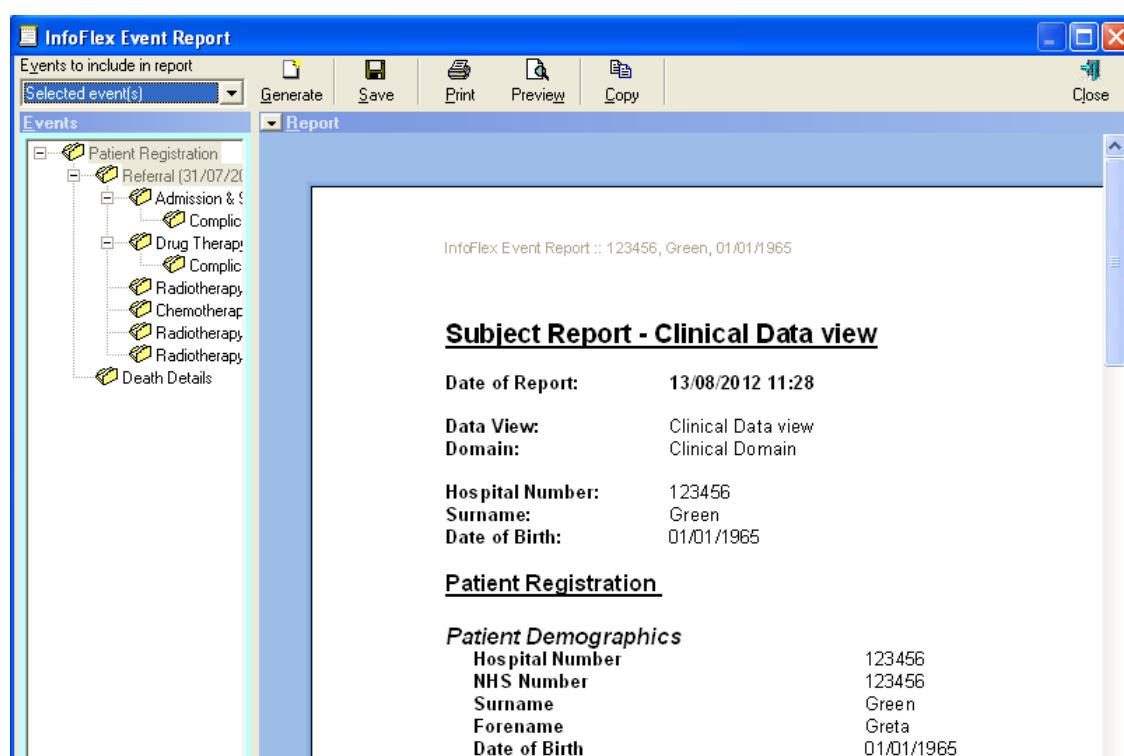 InfoFlex Event Report
Events to include in report
Selected event(s)
Generate Save Print Preview Copy Close
Events
Report
Patient Registration
Referral (31/07/20
Admission & S
Complic
Drug Therapy
Complic
Radiotherapy
Chemotherap
Radiotherapy
Radiotherapy
Death Details
InfoFlex Event Report :: 123456, Green, 01/01/1965
Subject Report - Clinical Data view
Date of Report: 13/08/2012 11:28
Data View: Clinical Data view
Domain: Clinical Domain
Hospital Number: 123456
Surname: Green
Date of Birth: 01/01/1965
Patient Registration
Patient Demographics
Hospital Number 123456
NHS Number 123456
Surname Green
Forename Greta
Date of Birth 01/01/1965